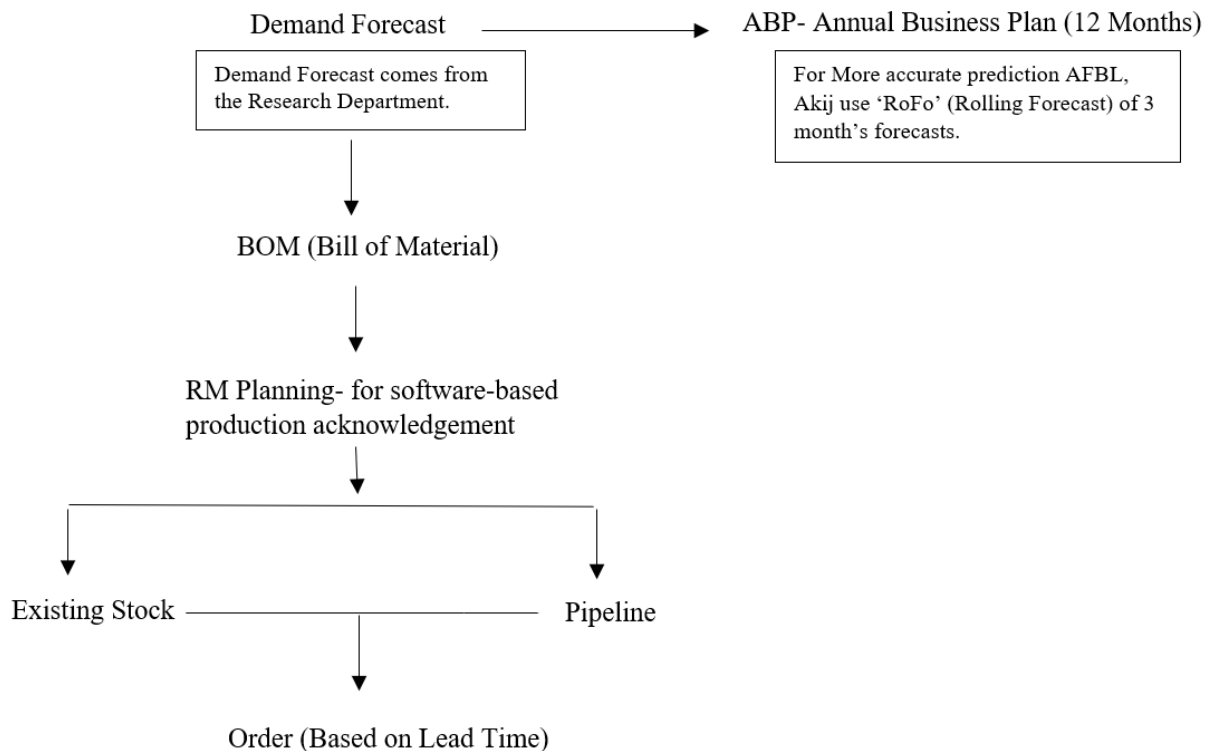 Demand Forecast
ABP- Annual Business Plan (12 Months)
Demand Forecast comes from
the Research Department.
For More accurate prediction AFBL,
Akij use ‘RoFo’ (Rolling Forecast) of 3
month’s forecasts.
BOM (Bill of Material)
RM Planning- for software-based
production acknowledgement
Existing Stock
Pipeline
Order (Based on Lead Time)